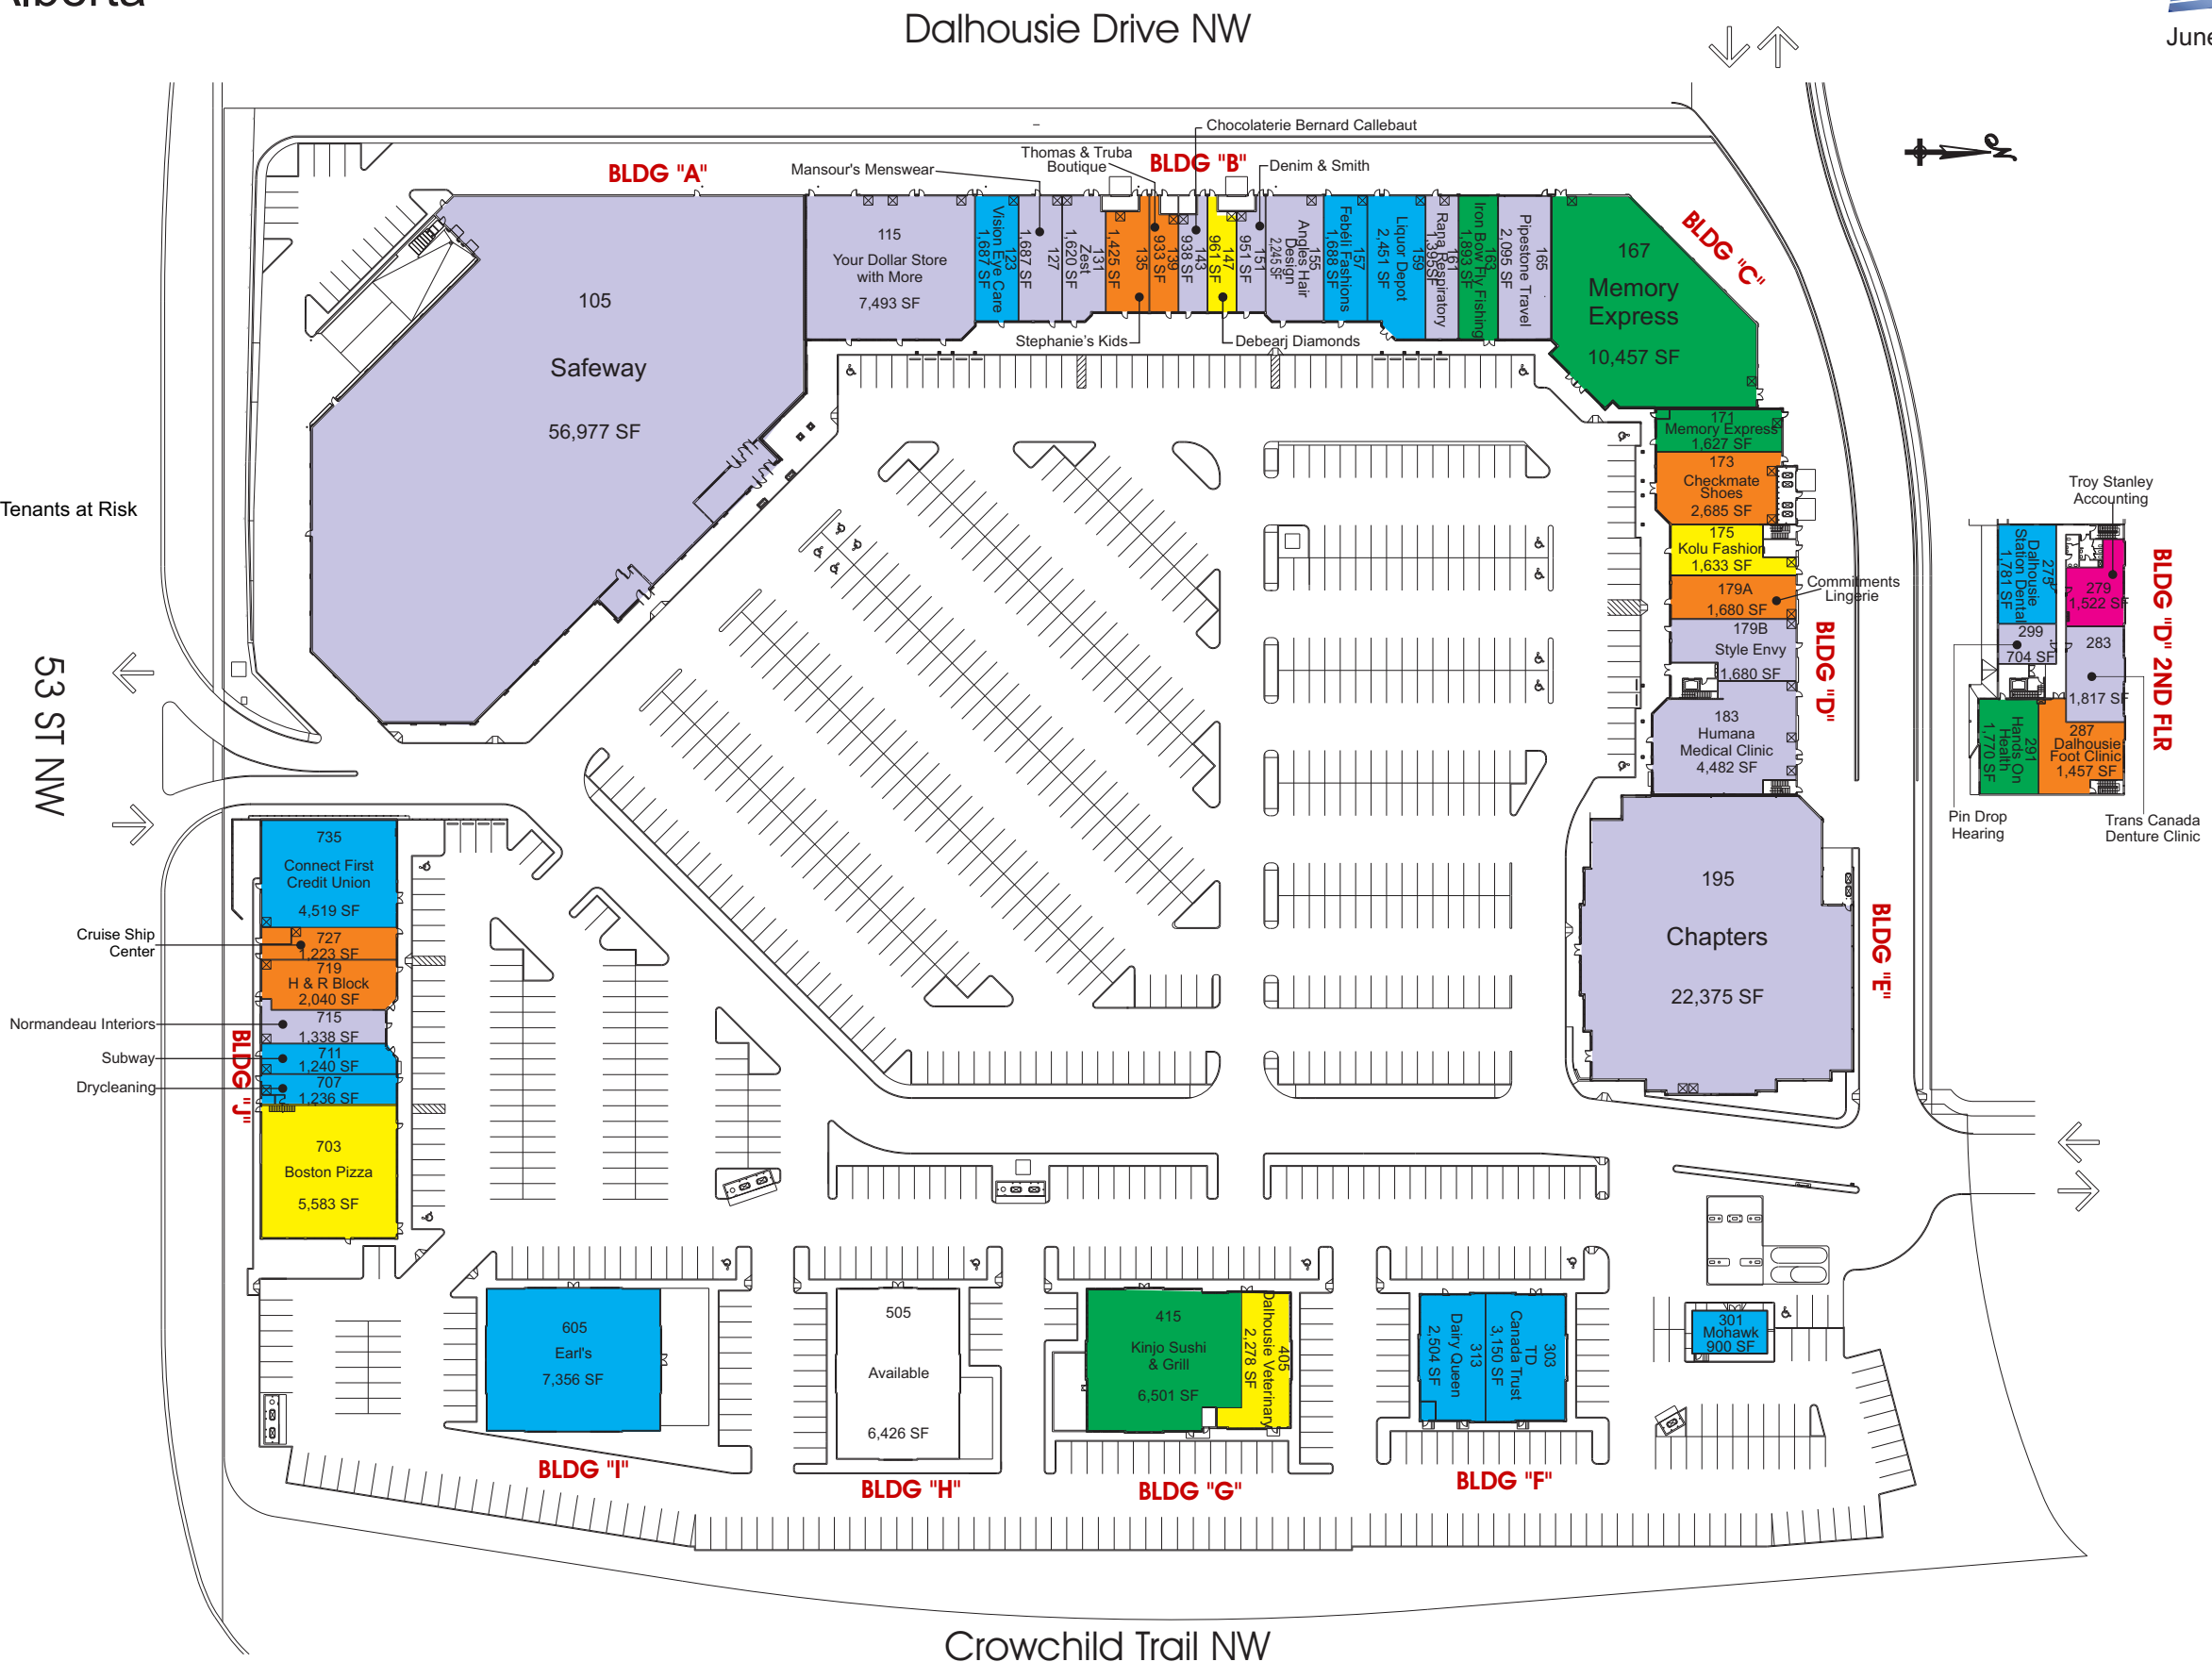 Alberta
June
Dalhousie Drive NW
BLDG "A"
Mansour's Menswear
Thomas & Truba
Boutique
BLDG "B"
Chocolaterie Bernard Callebaut
Denim & Smith
BLDG "C"
105
Safeway
56,977 SF
115
Your Dollar Store
with More
7,493 SF
123
Vision Eye Care
1,687 SF
127
1,687 SF
131
Zest
1,620 SF
135
1,425 SF
139
933 SF
143
938 SF
147
961 SF
151
951 SF
155
Angles Hair
Design
2,245 SF
157
Febeli Fashions
1,688 SF
159
Liquor Depot
2,451 SF
161
Rana Respiratory
163
Iron Bow Fly Fishing
1,893 SF
165
Pipestone Travel
2,095 SF
Stephanie's Kids
Debearj Diamonds
167
Memory
Express
10,457 SF
171
Memory Express
1,627 SF
173
Checkmate
Shoes
2,685 SF
175
Kolu Fashion
1,633 SF
179A
1,680 SF
Commitments
Lingerie
179B
Style Envy
1,680 SF
183
Humana
Medical Clinic
4,482 SF
BLDG "D"
195
Chapters
22,375 SF
BLDG "E"
Troy Stanley
Accounting
275
Dalhousie
Station Dental
1,781 SF
279
1,522 SF
299
704 SF
283
1,817 SF
291
Hands On
Health
1,770 SF
287
Dalhousie
Foot Clinic
1,457 SF
BLDG "D" 2ND FLR
Pin Drop
Hearing
Trans Canada
Denture Clinic
Tenants at Risk
53 ST NW
735
Connect First
Credit Union
4,519 SF
Cruise Ship
Center
727
1,223 SF
719
H & R Block
2,040 SF
Normandeau Interiors
715
1,338 SF
Subway
711
1,240 SF
Drycleaning
707
1,236 SF
BLDG "J"
703
Boston Pizza
5,583 SF
605
Earl's
7,356 SF
BLDG "I"
505
Available
6,426 SF
BLDG "H"
415
Kinjo Sushi
& Grill
6,501 SF
405
Dalhousie Veterinary
2,278 SF
BLDG "G"
313
Dairy Queen
2,504 SF
303
TD
Canada Trust
3,150 SF
BLDG "F"
301
Mohawk
900 SF
Crowchild Trail NW